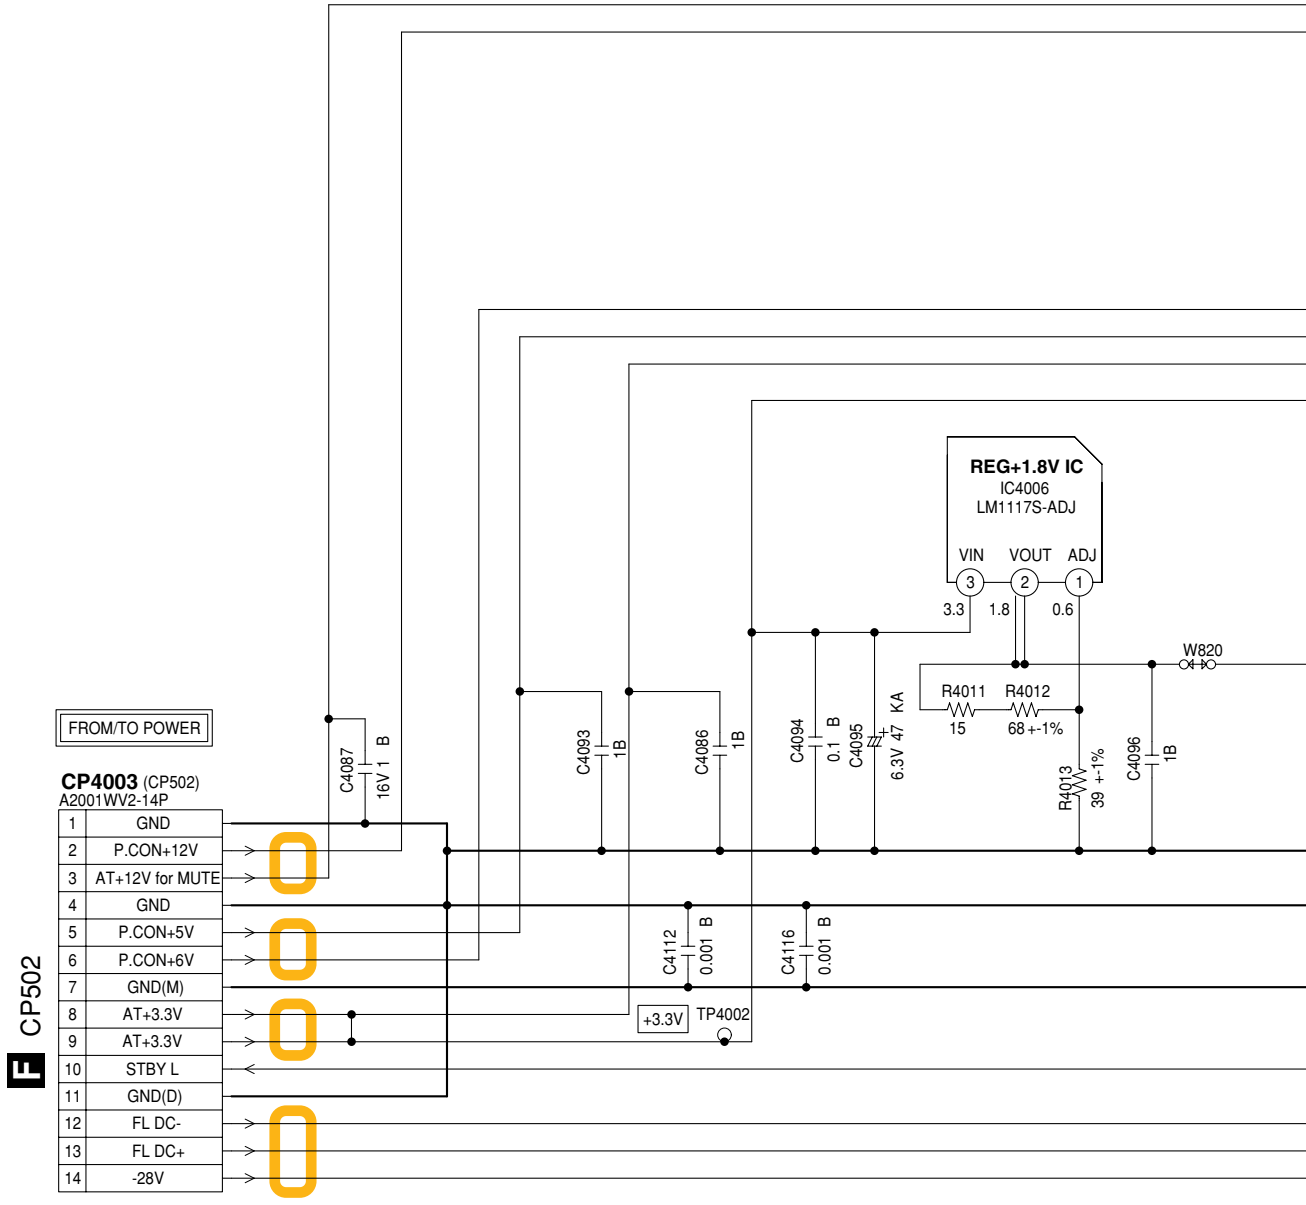 REG+1.8V IC
IC4006
LM1117S-ADJ
VIN VOUT ADJ
3 2 1
3.3 1.8 0.6
W820
R4011 R4012
15 68 +-1%
R4013
39 +-1%
C4096
1B
C4095
6.3V 47 KA
C4094
0.1 B
C4086
1B
C4093
1B
C4087
16V 1 B
FROM/TO POWER
CP4003 (CP502)
A2001WV2-14P
1 GND
2 P.CON+12V
3 AT+12V for MUTE
4 GND
5 P.CON+5V
6 P.CON+6V
7 GND(M)
8 AT+3.3V
9 AT+3.3V
10 STBY L
11 GND(D)
12 FL DC-
13 FL DC+
14 -28V
C4112
0.001 B
C4116
0.001 B
+3.3V TP4002
F CP502